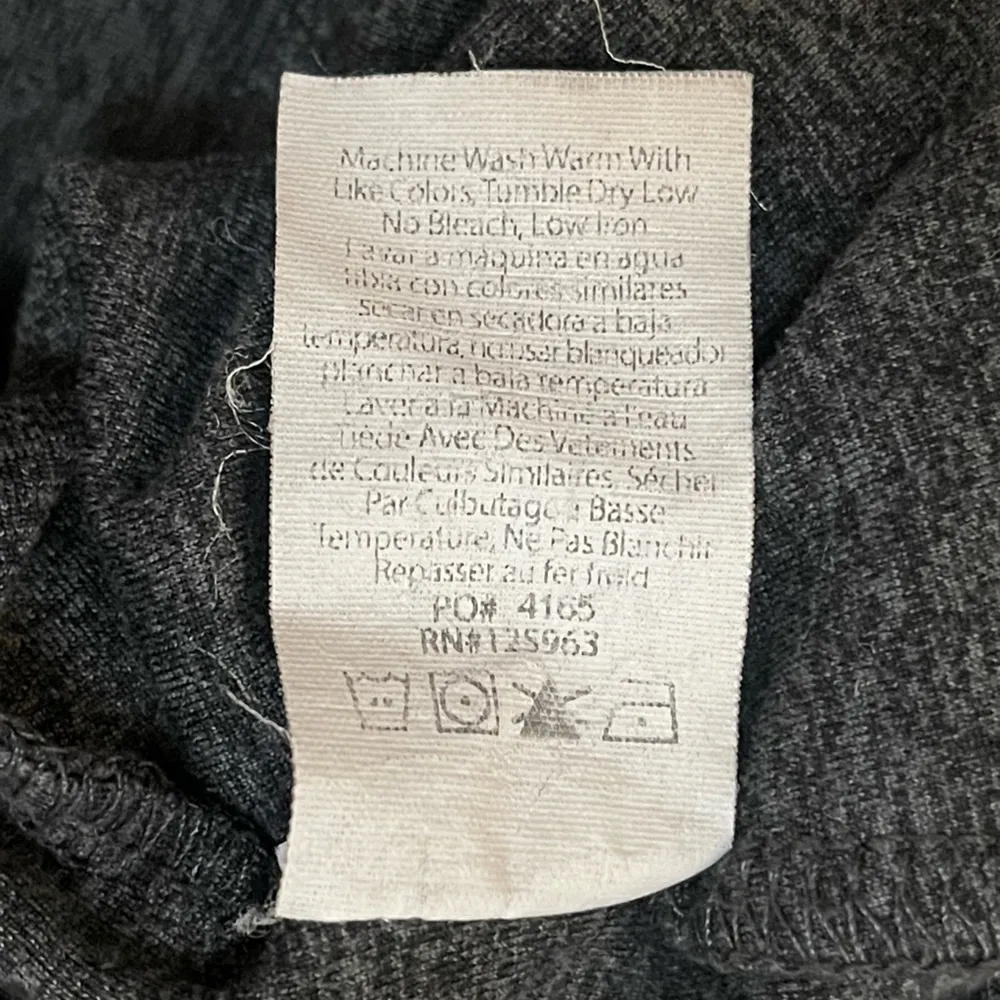 Machine Wash Warm With
Like Colors, Tumble Dry Low
No Bleach, Low Iron
Lavar a máquina en agua
tibia con colores similares
secar en secadora a baja
temperatura, no usar blanqueador
planchar a baja temperatura
Laver à la Machine à l'eau
Tiède Avec Des Vetements
de Couleurs Similaires, Sécher
Par Culbutage a Basse
Temperature, Ne Pas Blanchir
Repasser au fer froid
PO# 4165
RN#125963